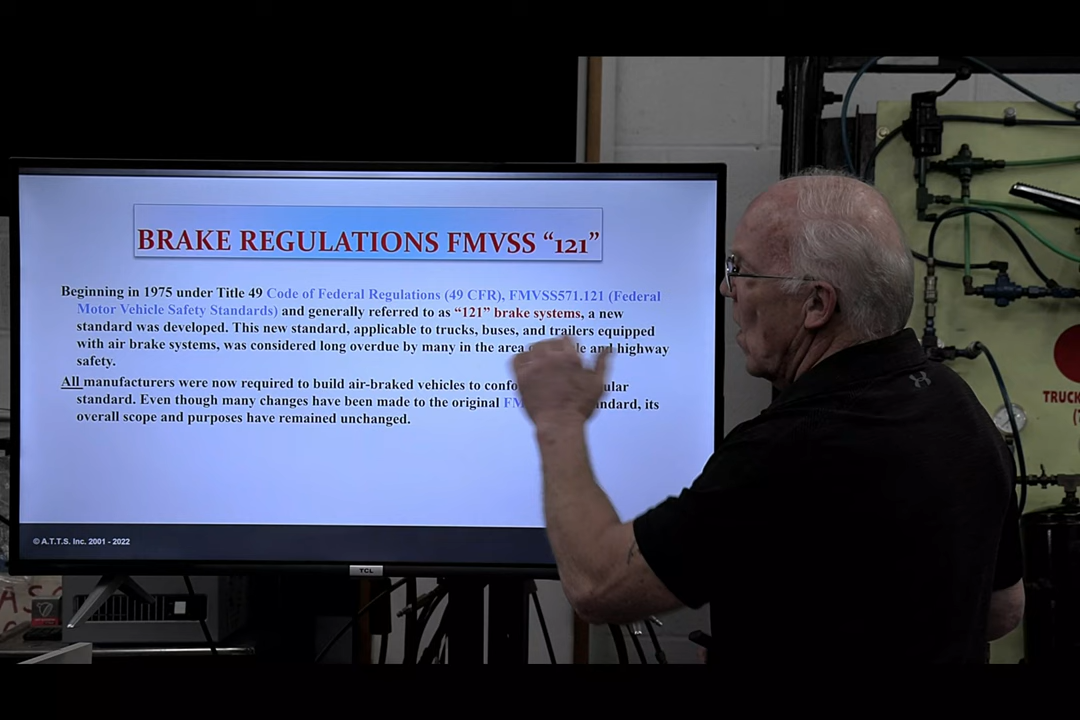 BRAKE REGULATIONS FMVSS “121”
Beginning in 1975 under Title 49 Code of Federal Regulations (49 CFR), FMVSS571.121 (Federal
Motor Vehicle Safety Standards) and generally referred to as “121” brake systems, a new
standard was developed. This new standard, applicable to trucks, buses, and trailers equipped
with air brake systems, was considered long overdue by many in the area and highway
safety.
All manufacturers were now required to build air-braked vehicles to
standard. Even though many changes have been made to the original its
overall scope and purposes have remained unchanged.
© A.T.T.S. Inc. 2001 - 2022
TCL
TRUCK